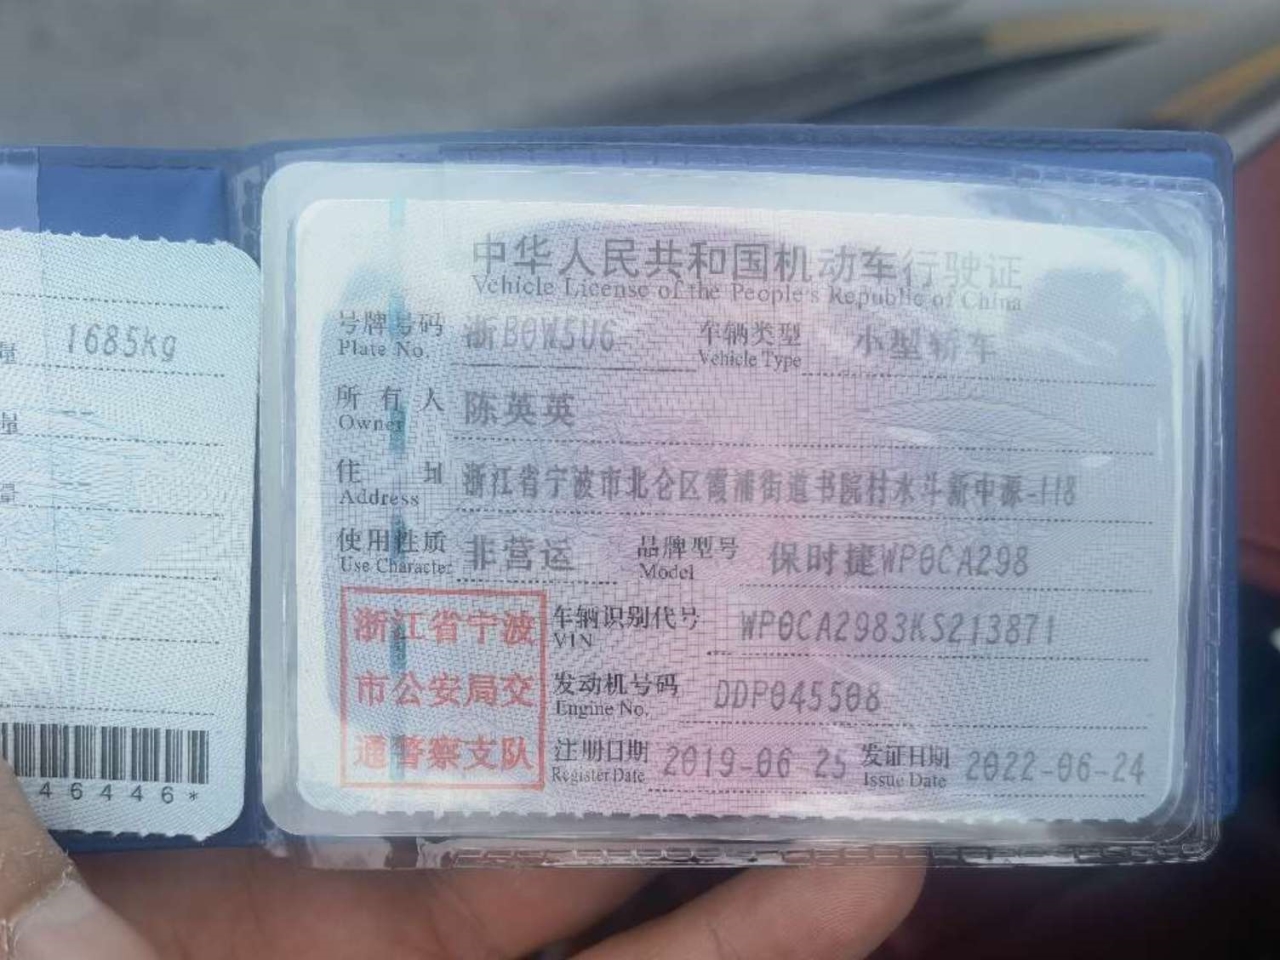 1685kg
量
量
量
46446*
中华人民共和国机动车行驶证
Vehicle License of the People's Republic of China
号牌号码 浙B0W5U6 车辆类型 小型轿车
Plate No. Vehicle Type
所有人 陈英英
Owner
住址 浙江省宁波市北仑区霞浦街道书院村水斗新申源-118
Address
使用性质 非营运 品牌型号 保时捷WP0CA298
Use Character Model
浙江省宁波
市公安局交
通警察支队
车辆识别代号 WP0CA2983KS213871
VIN
发动机号码 DDP045508
Engine No.
注册日期 2019-06-25 发证日期 2022-06-24
Register Date Issue Date